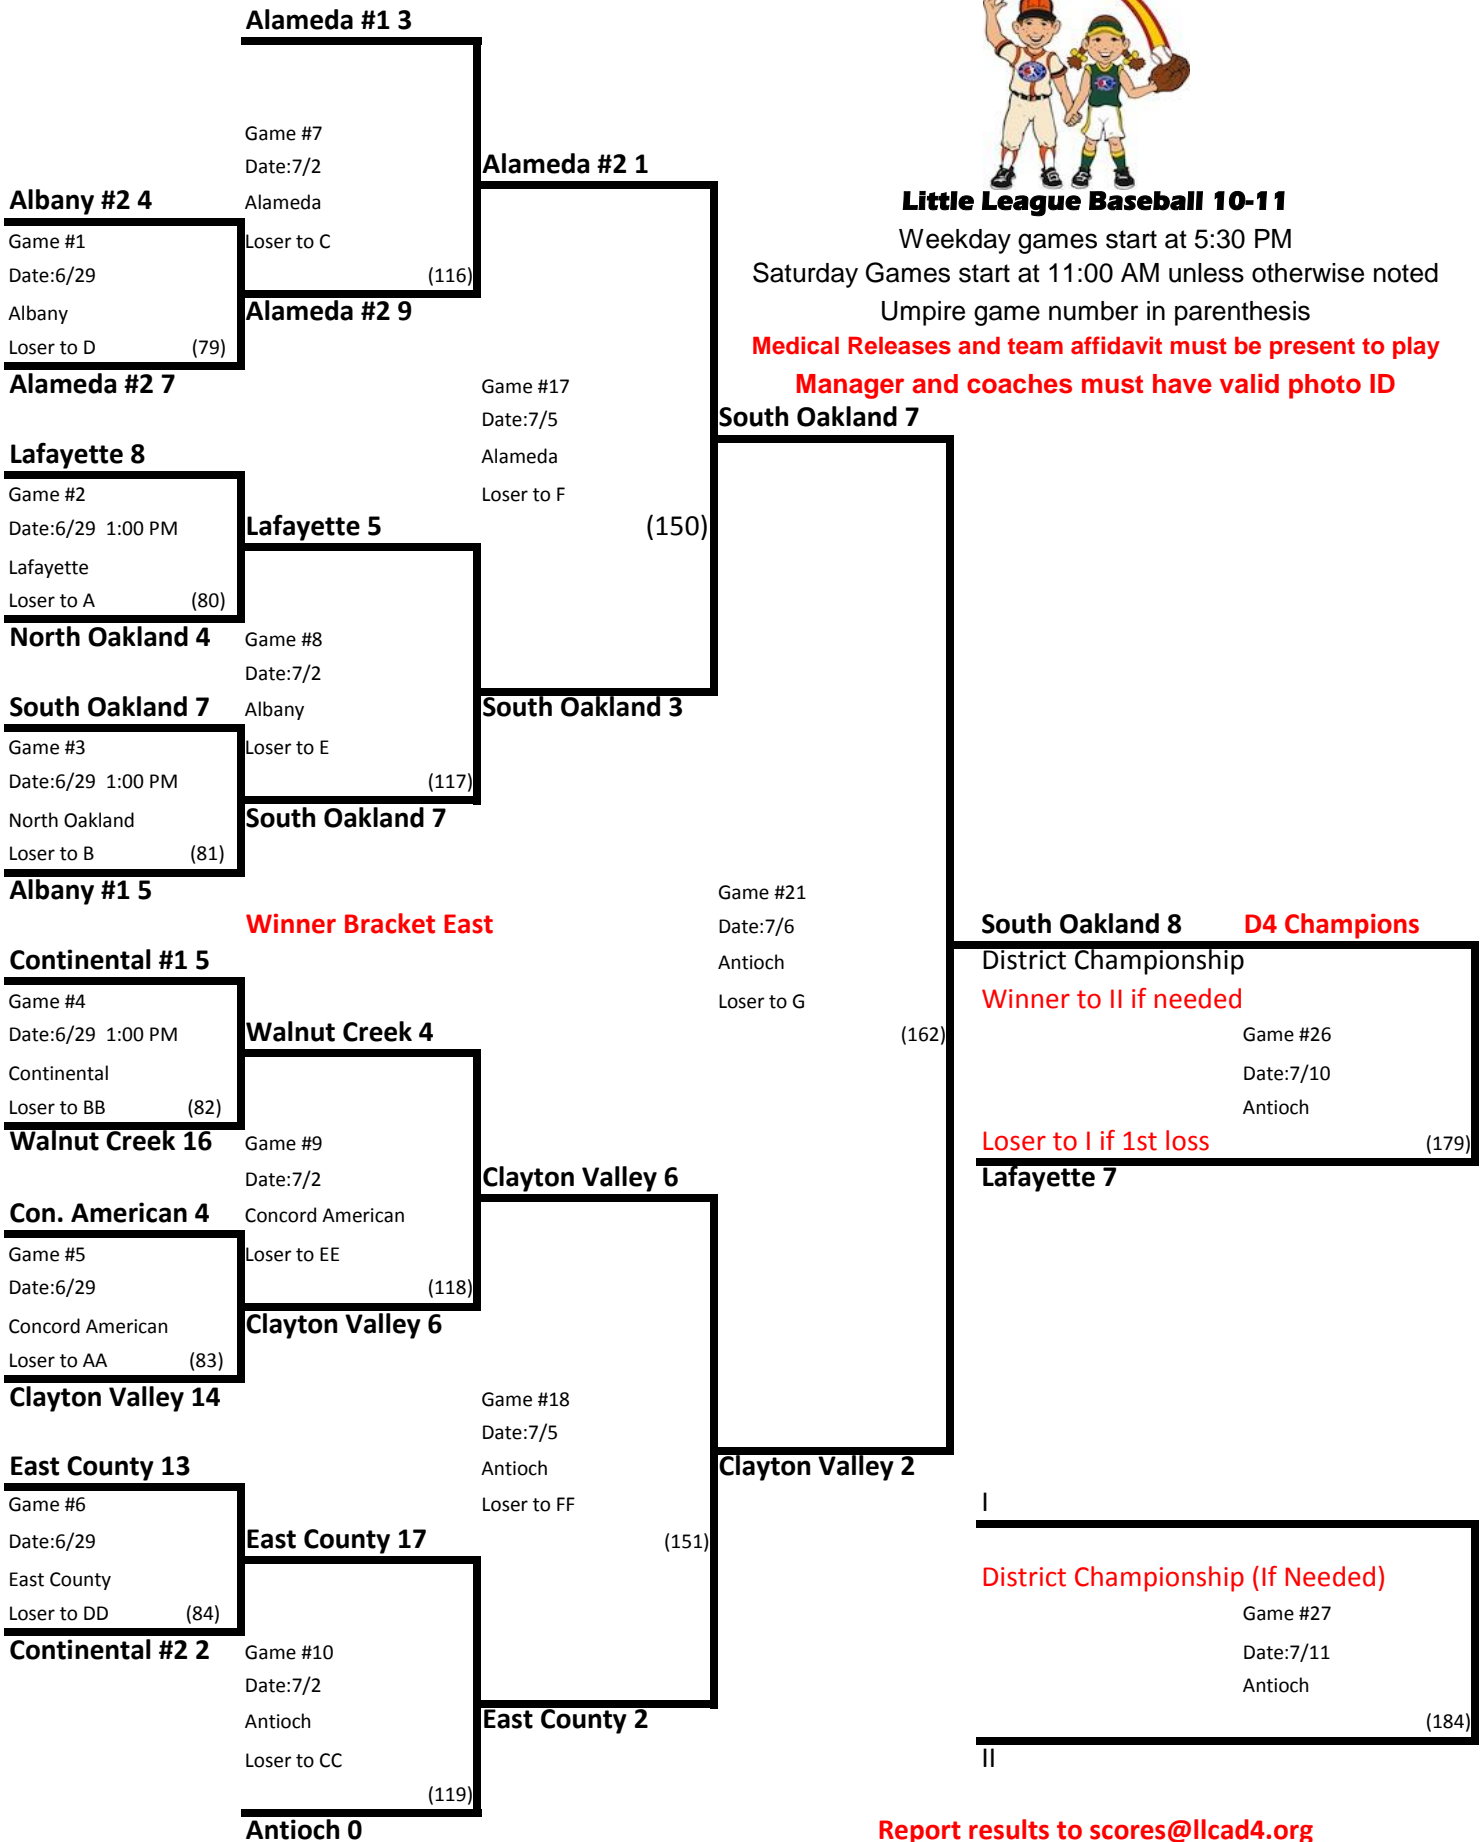 Alameda #1 3
Game #7
Date:7/2
Alameda
Loser to C
(116)
Alameda #2 9
Albany #2 4
Game #1
Date:6/29
Albany
Loser to D (79)
Alameda #2 7
Lafayette 8
Game #2
Date:6/29 1:00 PM
Lafayette
Loser to A (80)
North Oakland 4
Lafayette 5
Game #8
Date:7/2
Albany
Loser to E
(117)
South Oakland 7
South Oakland 7
Game #3
Date:6/29 1:00 PM
North Oakland
Loser to B (81)
Albany #1 5
Alameda #2 1
Game #17
Date:7/5
Alameda
Loser to F
(150)
South Oakland 3
Little League Baseball 10-11
Weekday games start at 5:30 PM
Saturday Games start at 11:00 AM unless otherwise noted
Umpire game number in parenthesis
Medical Releases and team affidavit must be present to play
Manager and coaches must have valid photo ID
South Oakland 7
Game #21
Date:7/6
Antioch
Loser to G
(162)
Clayton Valley 2
Winner Bracket East
Continental #1 5
Game #4
Date:6/29 1:00 PM
Continental
Loser to BB (82)
Walnut Creek 16
Walnut Creek 4
Game #9
Date:7/2
Concord American
Loser to EE
(118)
Clayton Valley 6
Con. American 4
Game #5
Date:6/29
Concord American
Loser to AA (83)
Clayton Valley 14
Clayton Valley 6
Game #18
Date:7/5
Antioch
Loser to FF
(151)
East County 2
East County 13
Game #6
Date:6/29
East County
Loser to DD (84)
Continental #2 2
East County 17
Game #10
Date:7/2
Antioch
Loser to CC
(119)
Antioch 0
South Oakland 8 D4 Champions
District Championship
Winner to II if needed
Game #26
Date:7/10
Antioch
Loser to I if 1st loss (179)
Lafayette 7
I
District Championship (If Needed)
Game #27
Date:7/11
Antioch
(184)
II
Report results to scores@llcad4.org